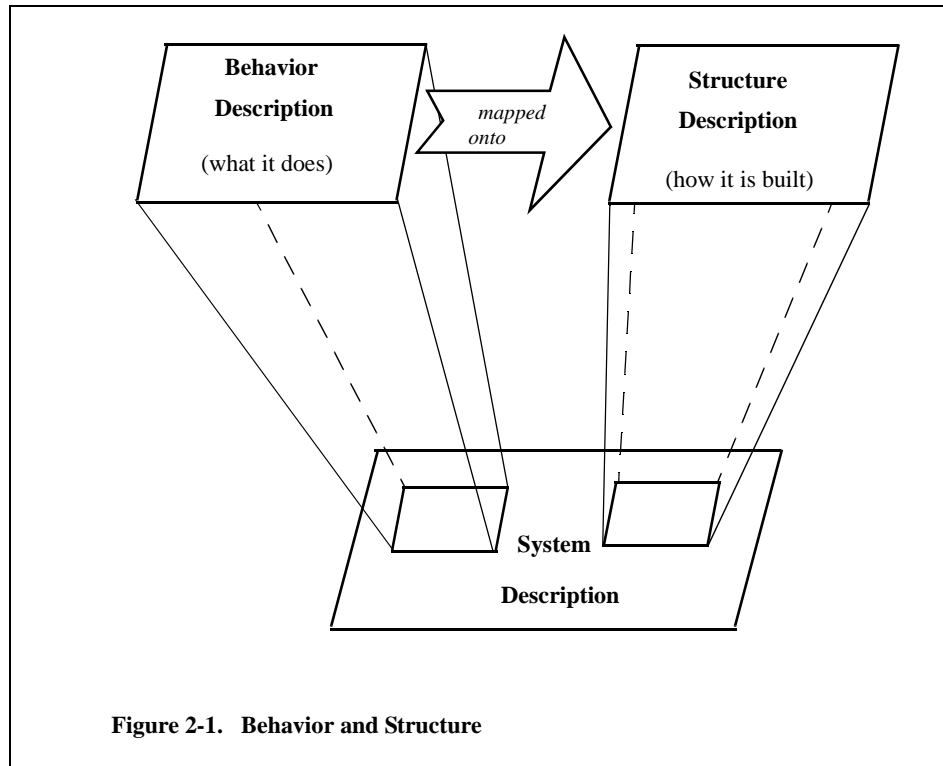 Behavior
Description
(what it does)
mapped
onto
Structure
Description
(how it is built)
System
Description
Figure 2-1. Behavior and Structure